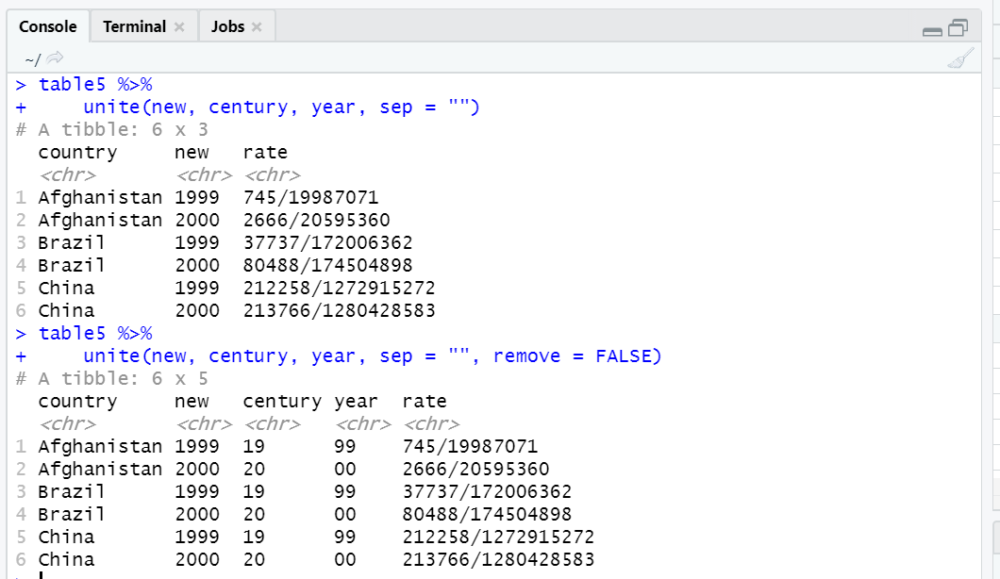 Console Terminal Jobs
~/
> table5 %>%
+     unite(new, century, year, sep = "")
# A tibble: 6 x 3
  country     new   rate
  <chr>       <chr> <chr>
1 Afghanistan 1999  745/19987071
2 Afghanistan 2000  2666/20595360
3 Brazil      1999  37737/172006362
4 Brazil      2000  80488/174504898
5 China       1999  212258/1272915272
6 China       2000  213766/1280428583
> table5 %>%
+     unite(new, century, year, sep = "", remove = FALSE)
# A tibble: 6 x 5
  country     new   century year  rate
  <chr>       <chr> <chr>   <chr> <chr>
1 Afghanistan 1999  19      99    745/19987071
2 Afghanistan 2000  20      00    2666/20595360
3 Brazil      1999  19      99    37737/172006362
4 Brazil      2000  20      00    80488/174504898
5 China       1999  19      99    212258/1272915272
6 China       2000  20      00    213766/1280428583